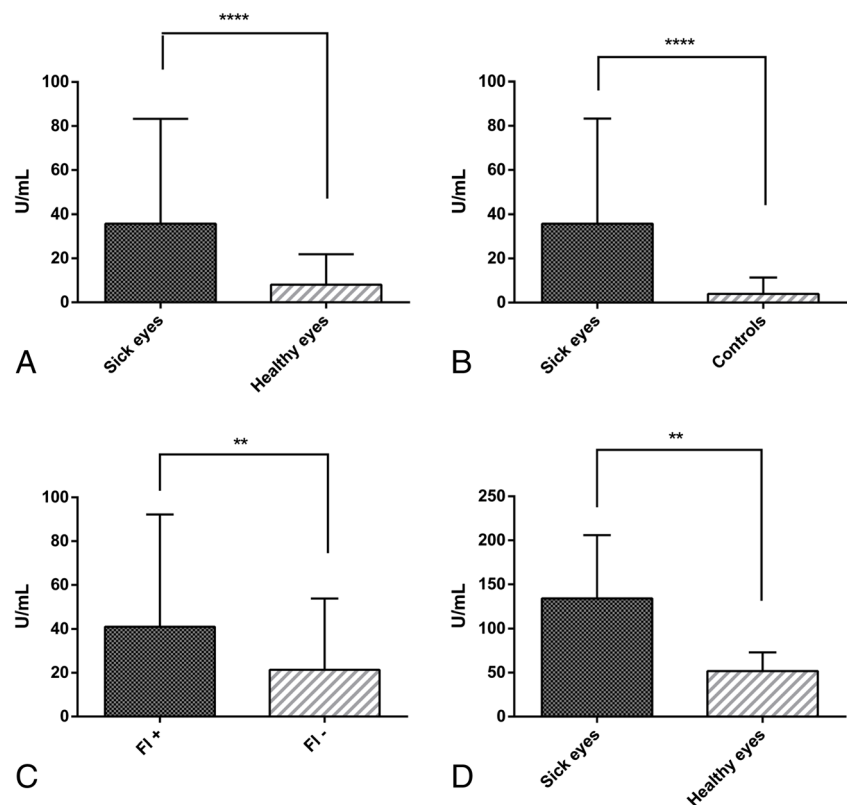 ****
100
80
60
40
20
0
U/mL
Sick eyes
Healthy eyes
A
****
100
80
60
40
20
0
U/mL
Sick eyes
Controls
B
**
100
80
60
40
20
0
U/mL
FI +
FI -
C
**
250
200
150
100
50
0
U/mL
Sick eyes
Healthy eyes
D